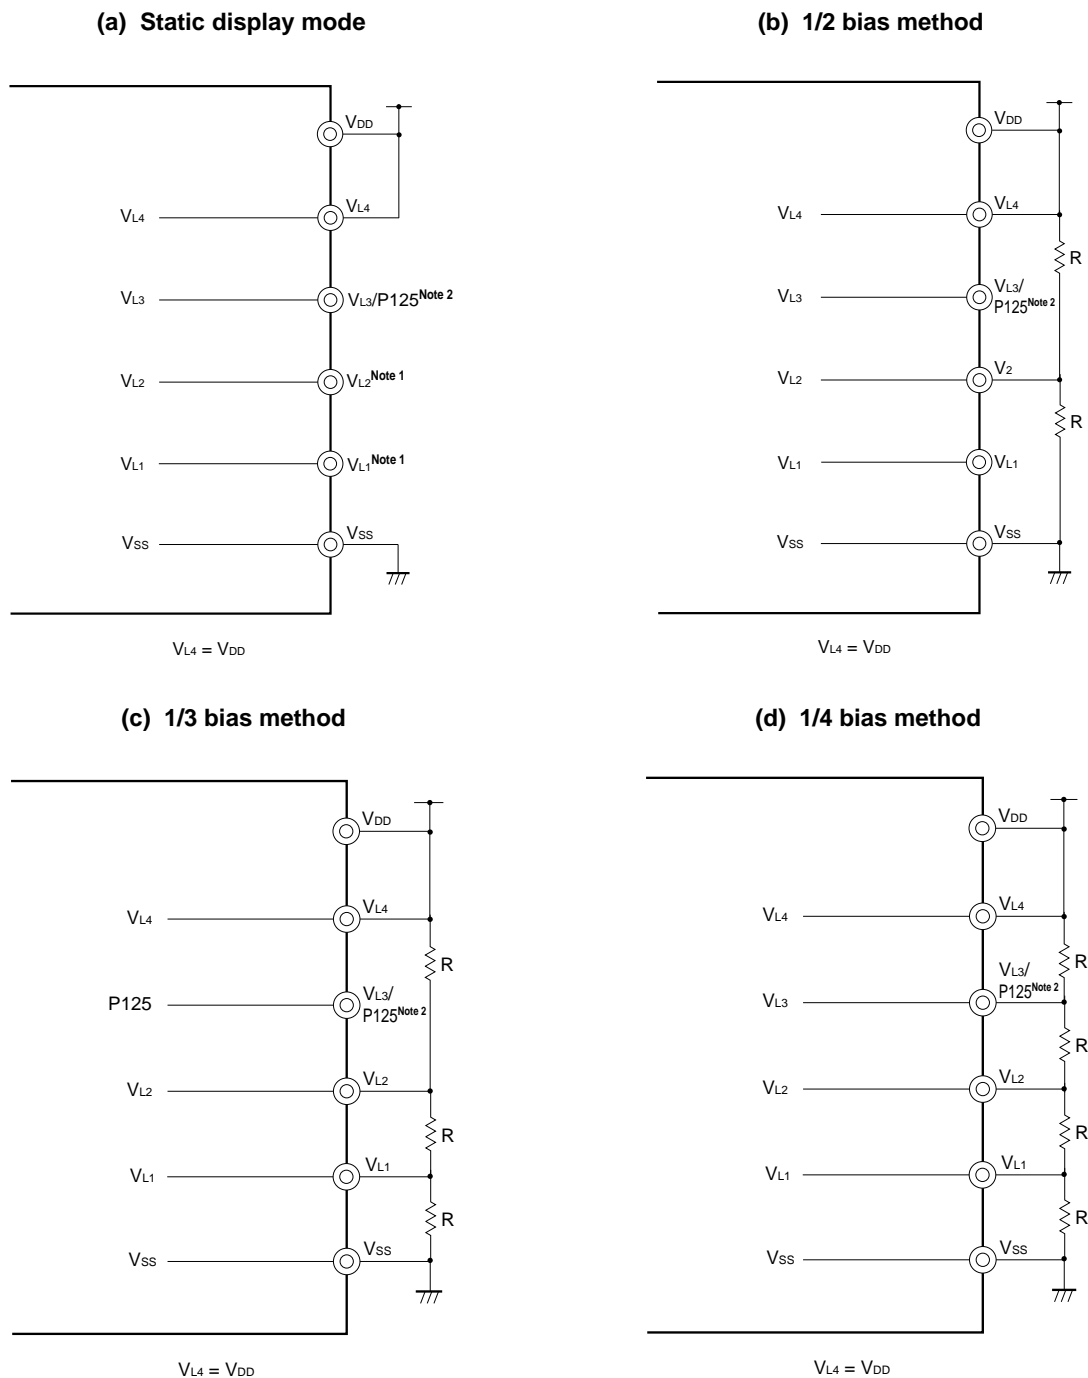 (a) Static display mode
VDD
VL4
VL4
VL3
VL3/P125Note 2
VL2
VL2Note 1
VL1
VL1Note 1
VSS
VSS
VL4 = VDD
(b) 1/2 bias method
VDD
VL4
VL4
R
VL3
VL3/
P125Note 2
VL2
V2
R
VL1
VL1
VSS
VSS
VL4 = VDD
(c) 1/3 bias method
VDD
VL4
VL4
R
P125
VL3/
P125Note 2
VL2
VL2
R
VL1
VL1
R
VSS
VSS
VL4 = VDD
(d) 1/4 bias method
VDD
VL4
VL4
R
VL3
VL3/
P125Note 2
R
VL2
VL2
R
VL1
VL1
R
VSS
VSS
VL4 = VDD